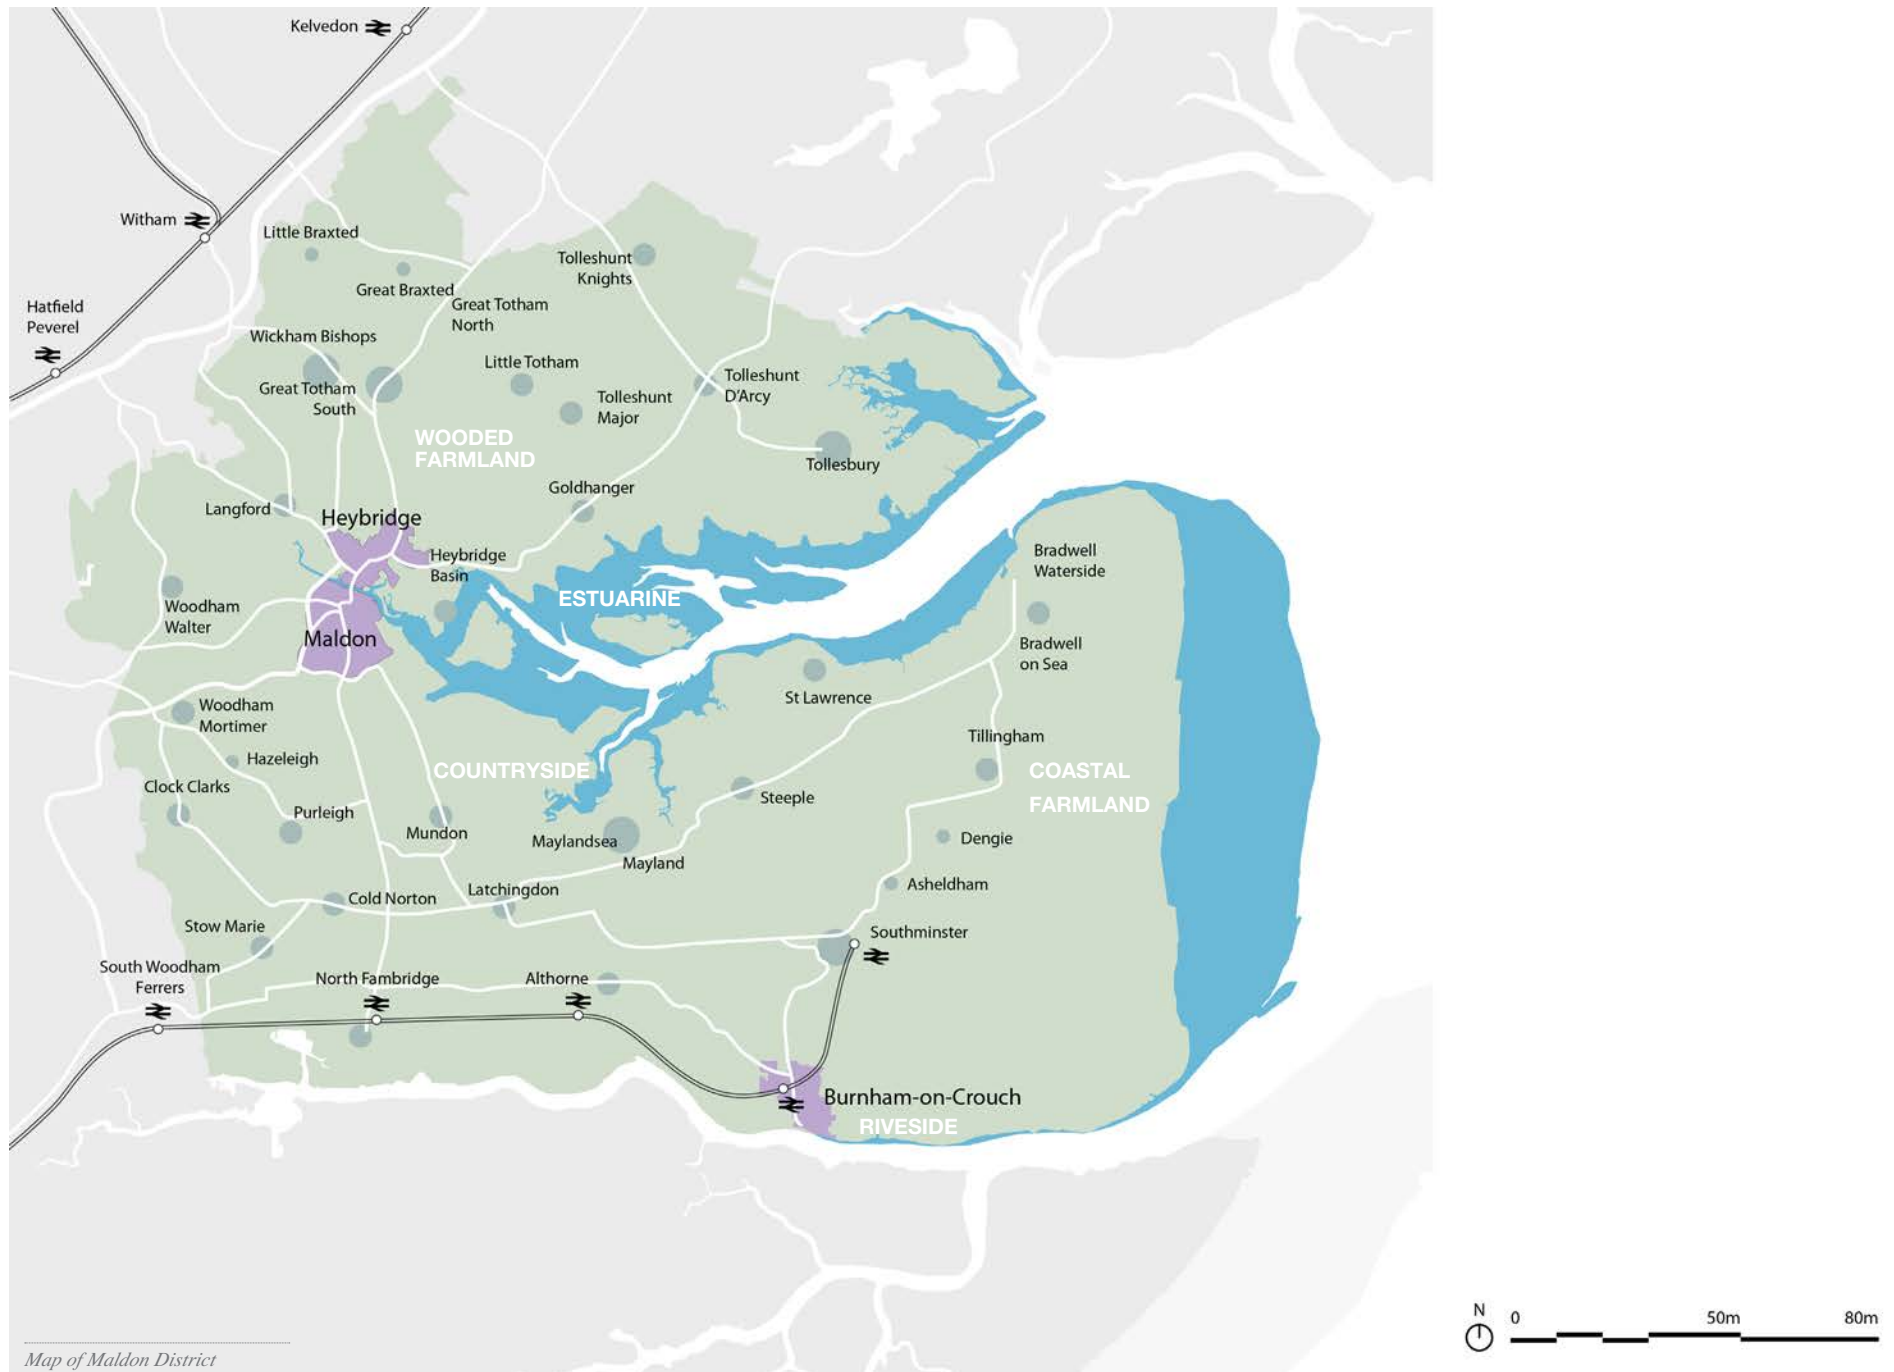 Kelvedon
Witham
Little Braxted
Tolleshunt
Knights
Great Braxted
Great Totham
North
Hatfield
Peverel
Wickham Bishops
Little Totham
Great Totham
South
Tolleshunt
D'Arcy
Tolleshunt
Major
WOODED
FARMLAND
Tollesbury
Goldhanger
Langford
Heybridge
Heybridge
Basin
Bradwell
Waterside
ESTUARINE
Woodham
Walter
Maldon
Bradwell
on Sea
St Lawrence
Woodham
Mortimer
Tillingham
Hazeleigh
COUNTRYSIDE
COASTAL
FARMLAND
Clock Clarks
Steeple
Purleigh
Mundon
Maylandsea
Mayland
Dengie
Asheldham
Latchingdon
Cold Norton
Stow Marie
Southminster
South Woodham
Ferrers
North Fambridge
Althorne
Burnham-on-Crouch
RIVESIDE
N
0
50m
80m
Map of Maldon District